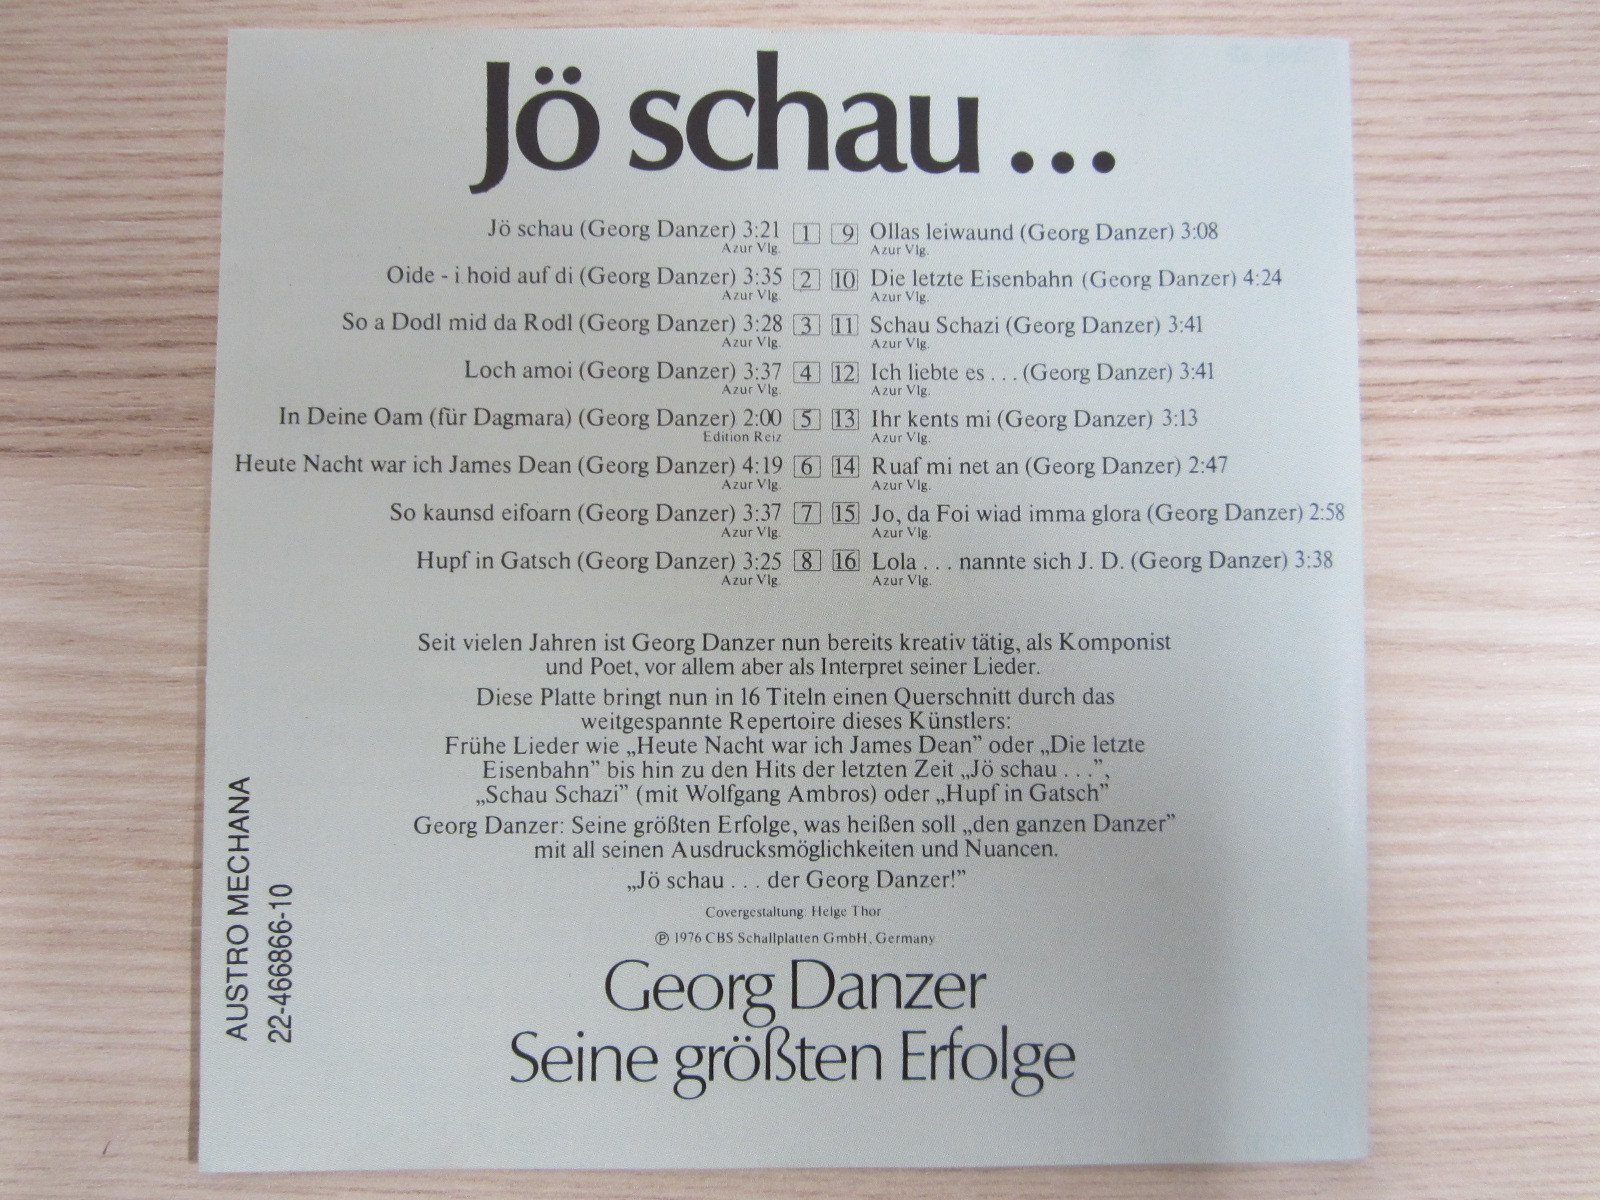 Jö schau...
Jö schau (Georg Danzer) 3:21 1
Azur Vlg.
Oide - i hoid auf di (Georg Danzer) 3:35 2
Azur Vlg.
So a Dodl mid da Rodl (Georg Danzer) 3:28 3
Azur Vlg.
Loch amoi (Georg Danzer) 3:37 4
Azur Vlg.
In Deine Oam (für Dagmara) (Georg Danzer) 2:00 5
Edition Reiz
Heute Nacht war ich James Dean (Georg Danzer) 4:19 6
Azur Vlg.
So kaunsd eifoarn (Georg Danzer) 3:37 7
Azur Vlg.
Hupf in Gatsch (Georg Danzer) 3:25 8
Azur Vlg.
9 Ollas leiwaund (Georg Danzer) 3:08
Azur Vlg.
10 Die letzte Eisenbahn (Georg Danzer) 4:24
Azur Vlg.
11 Schau Schazi (Georg Danzer) 3:41
Azur Vlg.
12 Ich liebte es . . . (Georg Danzer) 3:41
Azur Vlg.
13 Ihr kents mi (Georg Danzer) 3:13
Azur Vlg.
14 Ruaf mi net an (Georg Danzer) 2:47
Azur Vlg.
15 Jo, da Foi wiad imma glora (Georg Danzer) 2:58
Azur Vlg.
16 Lola . . . nannte sich J. D. (Georg Danzer) 3:38
Azur Vlg.
Seit vielen Jahren ist Georg Danzer nun bereits kreativ tätig, als Komponist
und Poet, vor allem aber als Interpret seiner Lieder.
Diese Platte bringt nun in 16 Titeln einen Querschnitt durch das
weitgespannte Repertoire dieses Künstlers:
Frühe Lieder wie „Heute Nacht war ich James Dean” oder „Die letzte
Eisenbahn” bis hin zu den Hits der letzten Zeit „Jö schau . . .”,
„Schau Schazi” (mit Wolfgang Ambros) oder „Hupf in Gatsch”
Georg Danzer: Seine größten Erfolge, was heißen soll „den ganzen Danzer”
mit all seinen Ausdrucksmöglichkeiten und Nuancen.
„Jö schau . . . der Georg Danzer!”
Covergestaltung: Helge Thor
℗ 1976 CBS Schallplatten GmbH, Germany
Georg Danzer
Seine größten Erfolge
AUSTRO MECHANA
22-466866-10